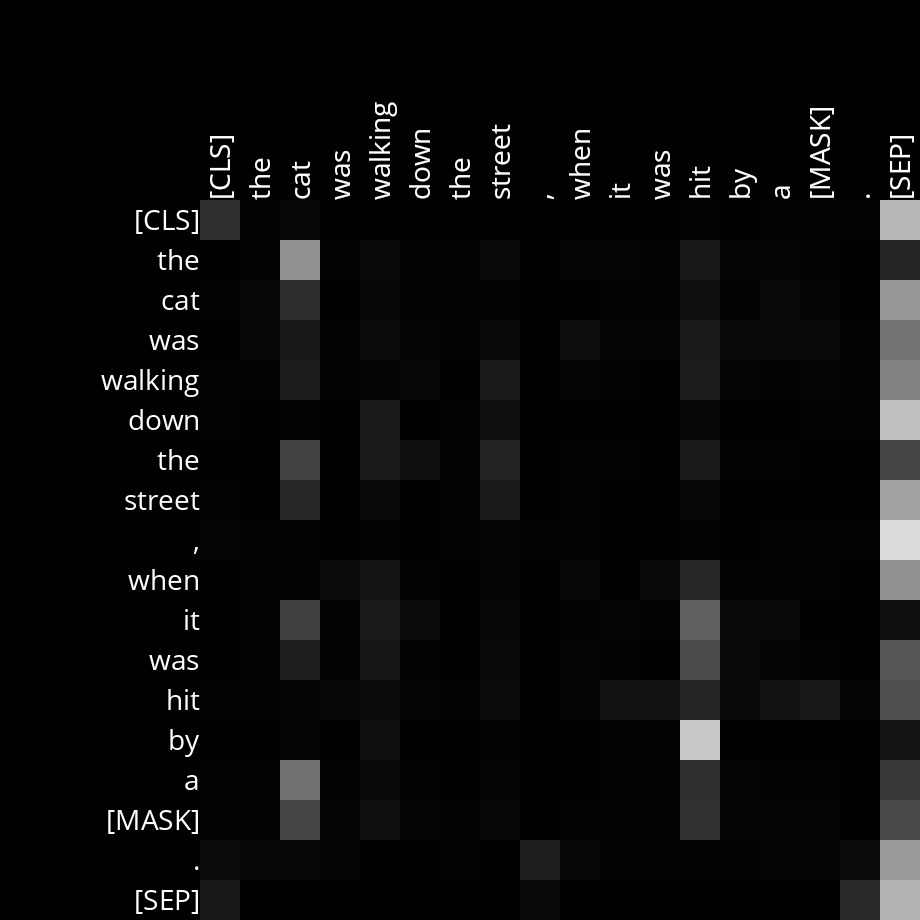 [CLS] the cat was walking down the street , when it was hit by a [MASK] . [SEP]
[CLS]
the
cat
was
walking
down
the
street
,
when
it
was
hit
by
a
[MASK]
.
[SEP]